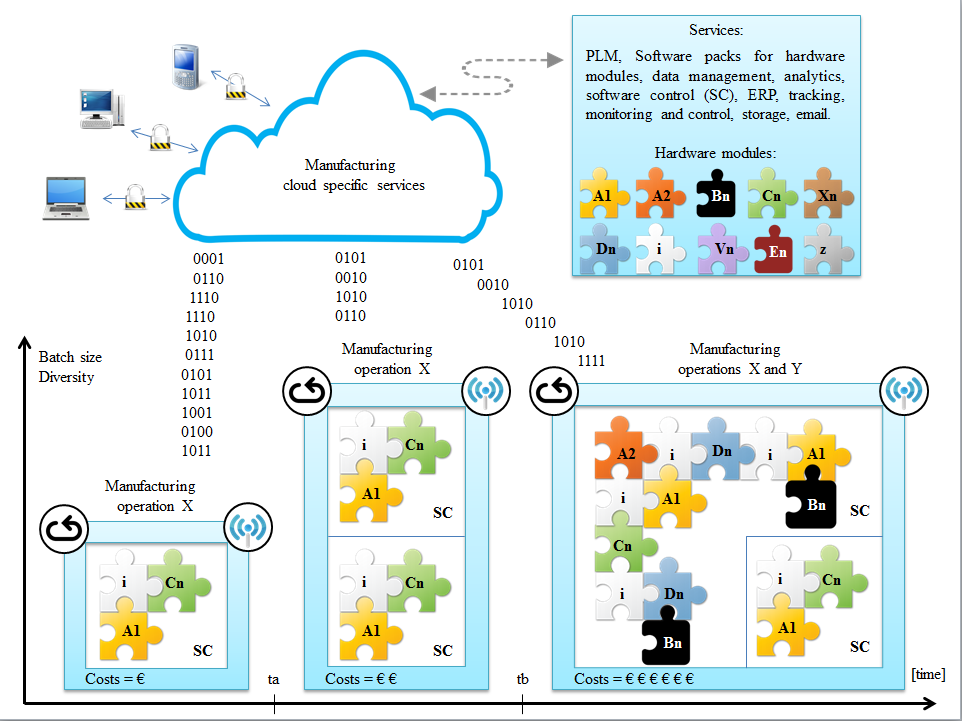 Services:
PLM, Software packs for hardware
modules, data management, analytics,
software control (SC), ERP, tracking,
monitoring and control, storage, email.
Hardware modules:
A1 A2 Bn Cn Xn
Dn i Vn En z
Manufacturing
cloud specific services
0001
0110
1110
1110
1010
0111
0101
1011
1001
0100
1011
0101
0010
1010
0110
0101
0010
1010
0110
1010
1111
Batch size
Diversity
Manufacturing
operation X
i Cn
A1
SC
Costs = €
ta
Manufacturing
operation X
i Cn
A1
SC
i Cn
A1
SC
Costs = € €
tb
Manufacturing
operations X and Y
A2 i Dn i A1
i A1 Bn
SC
Cn
i Dn
Bn
i Cn
A1
SC
Costs = € € € € € €
[time]